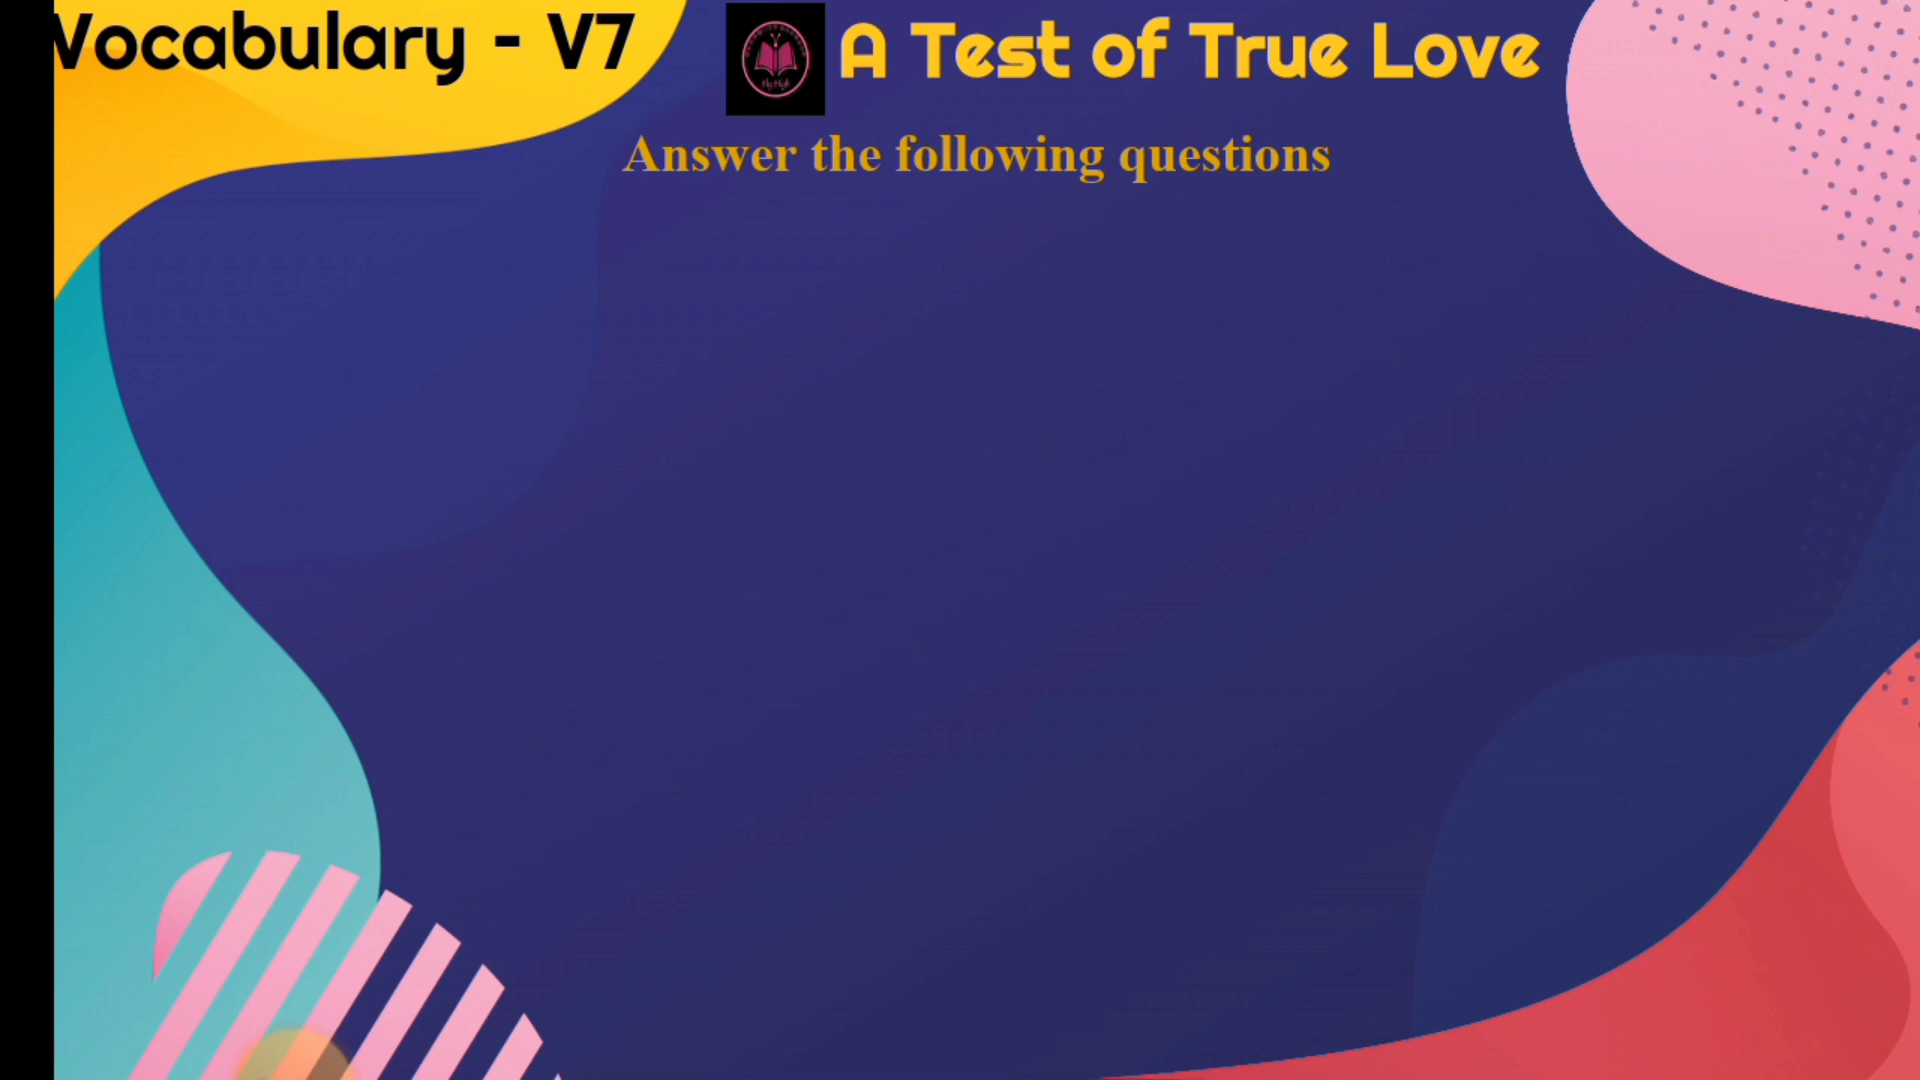 Vocabulary - V7
A Test of True Love
Answer the following questions